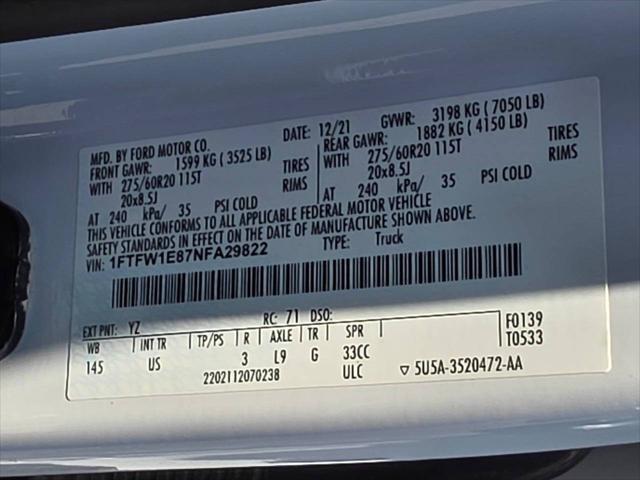 MFD. BY FORD MOTOR CO. DATE: 12/21 GVWR: 3198 KG ( 7050 LB)
FRONT GAWR: 1599 KG ( 3525 LB) REAR GAWR: 1882 KG ( 4150 LB)
WITH 275/60R20 115T TIRES WITH 275/60R20 115T TIRES
20x8.5J RIMS 20x8.5J RIMS
AT 240 kPa/ 35 PSI COLD AT 240 kPa/ 35 PSI COLD
THIS VEHICLE CONFORMS TO ALL APPLICABLE FEDERAL MOTOR VEHICLE
SAFETY STANDARDS IN EFFECT ON THE DATE OF MANUFACTURE SHOWN ABOVE.
VIN: 1FTFW1E87NFA29822 TYPE: Truck
EXT PNT: YZ RC: 71 DSO:
WB INT TR TP/PS R AXLE TR SPR F0139
145 US 3 L9 G 33CC T0533
2202112070238 ULC ▽ 5U5A-3520472-AA